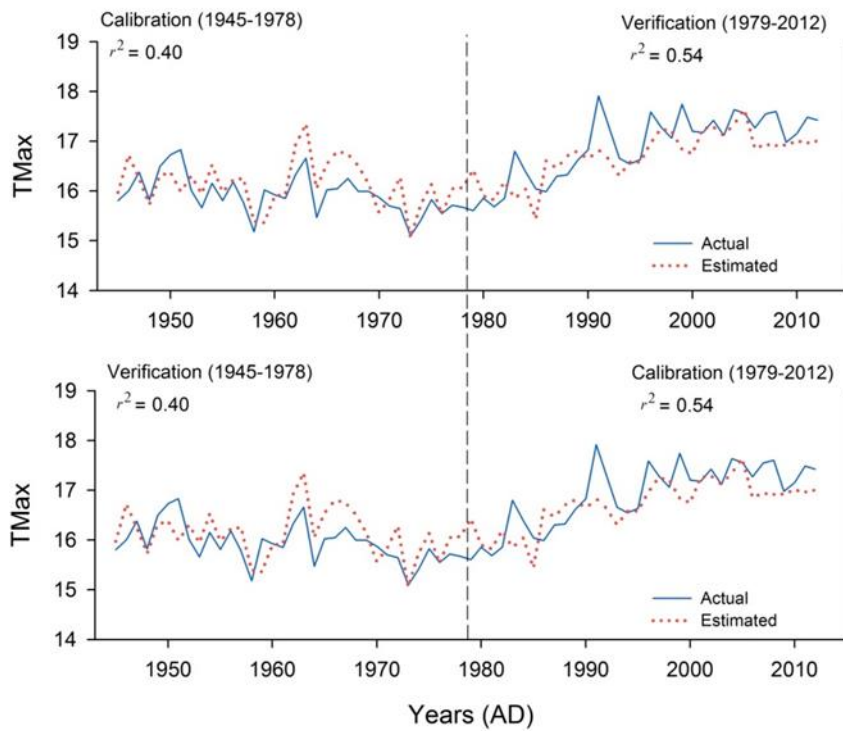 Calibration (1945-1978)
r² = 0.40
Verification (1979-2012)
r² = 0.54
TMax
19
18
17
16
15
14
Actual
Estimated
1950 1960 1970 1980 1990 2000 2010
Verification (1945-1978)
r² = 0.40
Calibration (1979-2012)
r² = 0.54
TMax
19
18
17
16
15
14
Actual
Estimated
1950 1960 1970 1980 1990 2000 2010
Years (AD)